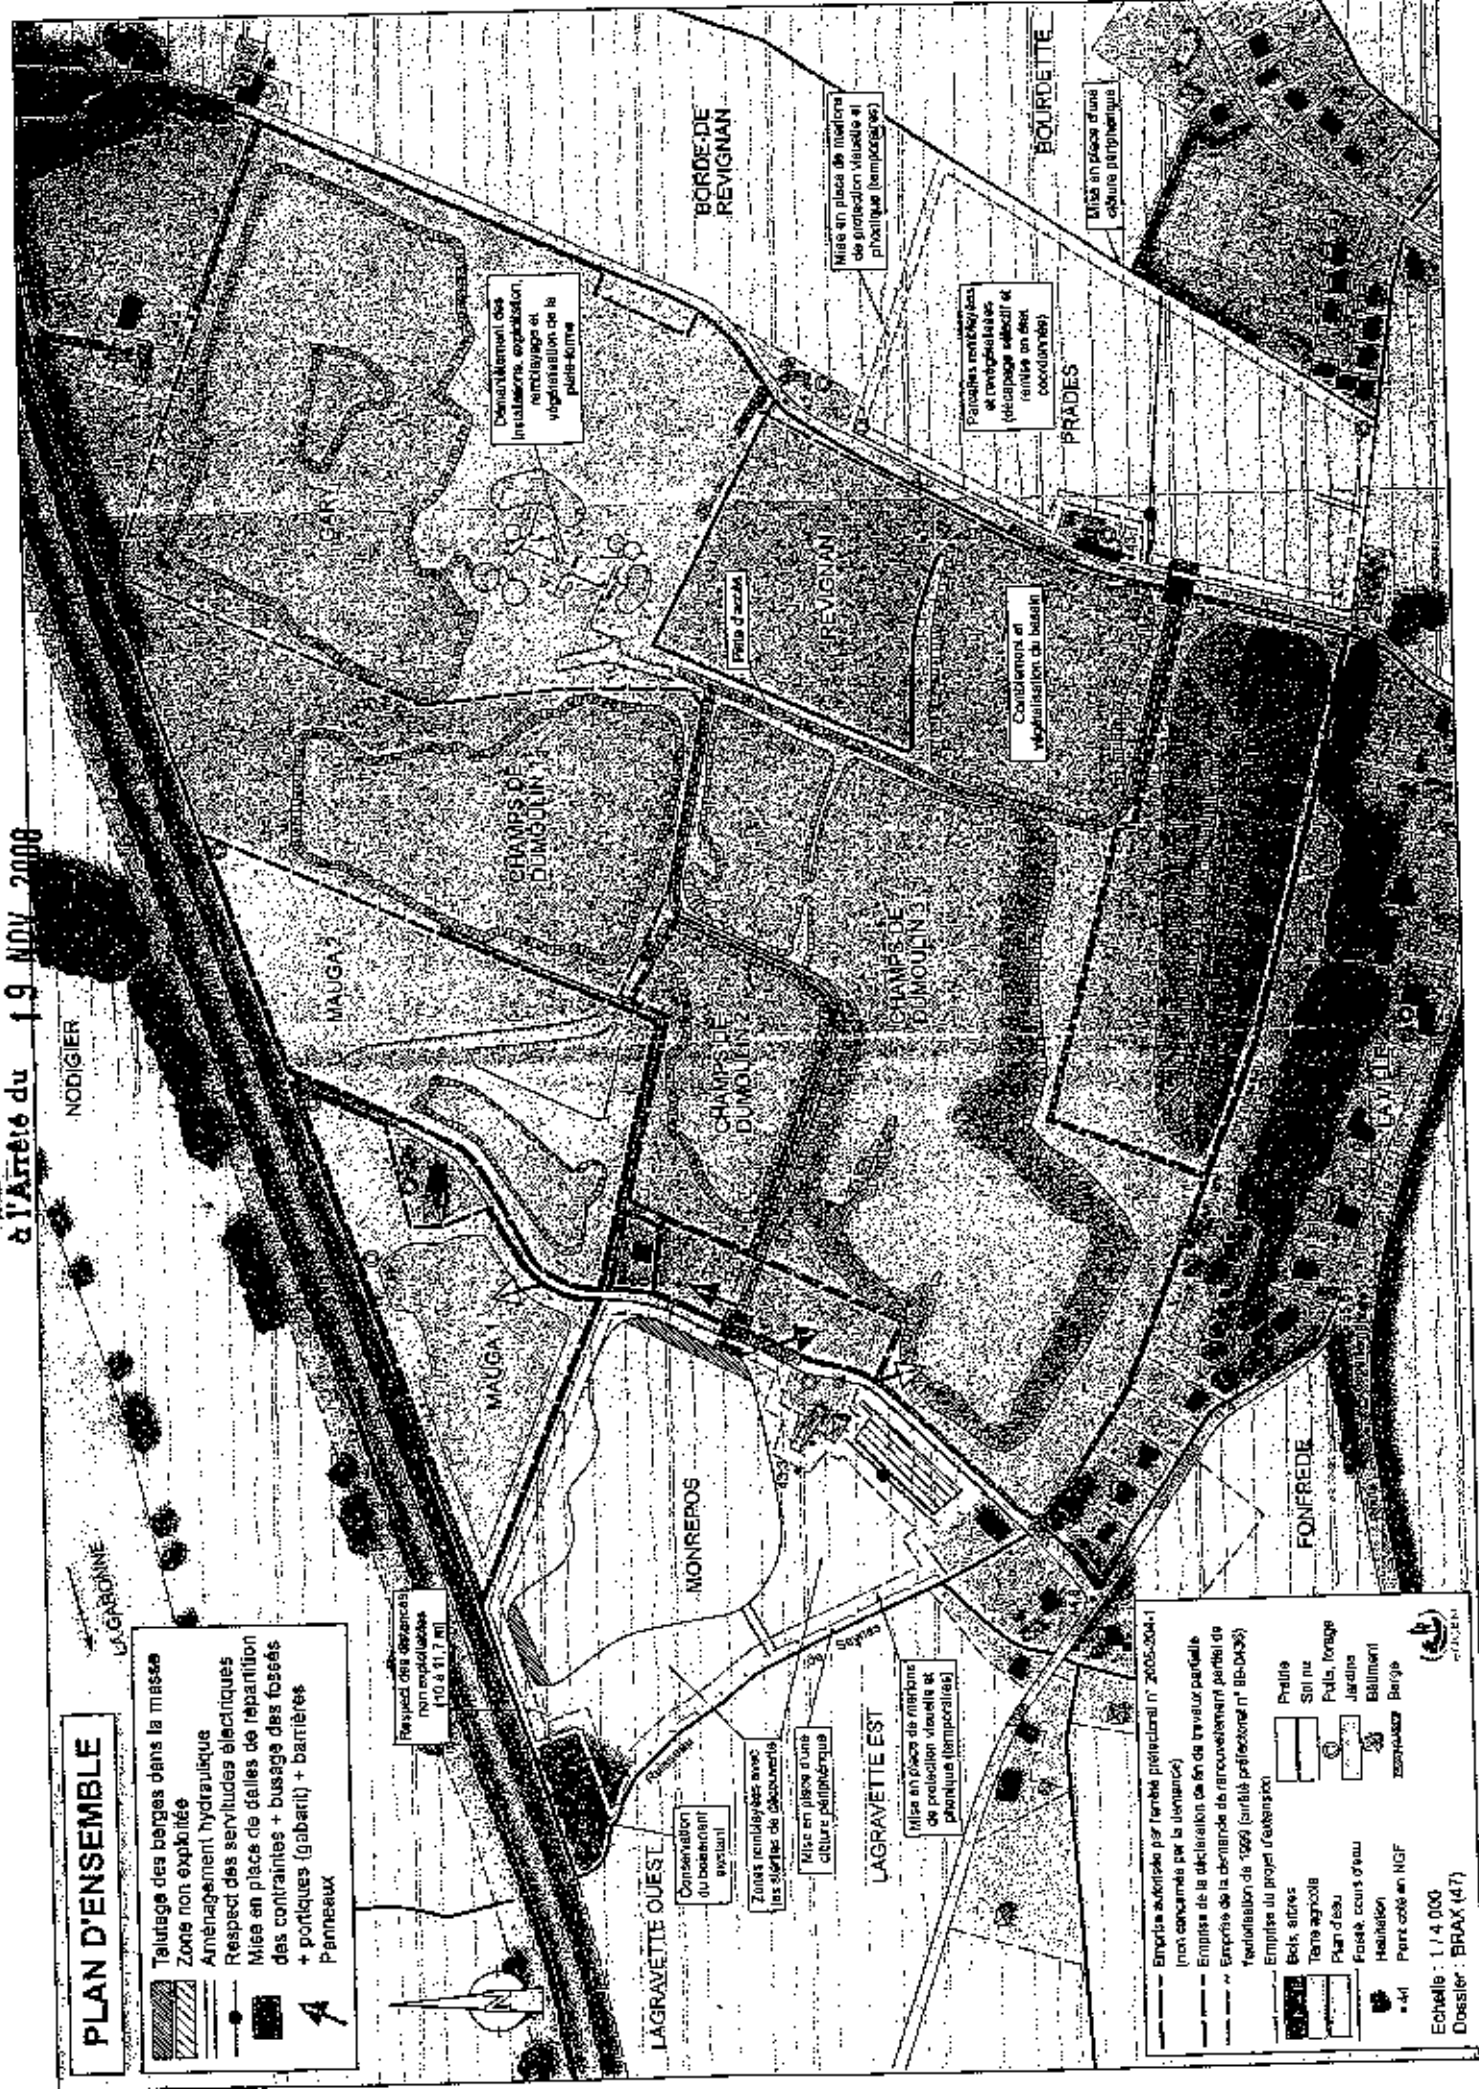 à l'Arrêté du 19 NOV. 2008
PLAN D'ENSEMBLE
Talutage des berges dans la masse
Zone non exploitée
Aménagement hydraulique
Respect des servitudes électriques
Mise en place de dalles de répartition
des contraintes + busage des fossés
+ portiques (gabarit) + barrières
Panneaux
LA GARONNE
NODIGIER
MAUGA 2
MAUGA 1
CHAMPS DE
DUMOULIN 1
CHAMPS DE
DUMOULIN 2
CHAMPS DE
DUMOULIN 3
GARY
REVIGNAN
BORDE-DE
REVIGNAN
BOURDETTE
PRADES
LAVILLE
FONFREDE
MONREPOS
LAGRAVETTE OUEST
LAGRAVETTE EST
Démantèlement des
installations, exploitation,
remblayage et
végétalisation de la
plate-forme
Mise en place de merlons
de protection visuelle et
phonique (temporaires)
Mise en place d'une
clôture périphérique
Parcelles remblayées
et revégétalisées
(décapage sélectif et
remise en état
coordonnée)
Piste d'accès
Comblement et
végétalisation du bassin
Respect des distances
non exploitables
(10 à 11,7 m)
Conservation
du boisement
existant
Zones remblayées avec
les stériles de découverte
Mise en place d'une
clôture périphérique
Mise en place de merlons
de protection visuelle et
phonique (temporaires)
Ruisseau
N
Emprise autorisée par l'arrêté préfectoral n° 2005-2041-1
(non concernée par la demande)
Emprise de la déclaration de fin de travaux partielle
Emprise de la demande de renouvellement partiel de
l'autorisation de 1999 (arrêté préfectoral n° 99-0436)
Emprise du projet d'extension
Bois, arbres
Prairie
Terre agricole
Sol nu
Plan d'eau
Puits, forage
Fossé, cours d'eau
Jardins
Habitation
Bâtiment
Point coté en NGF
Berge
Echelle : 1 / 4 000
Dossier : BRAX (47)